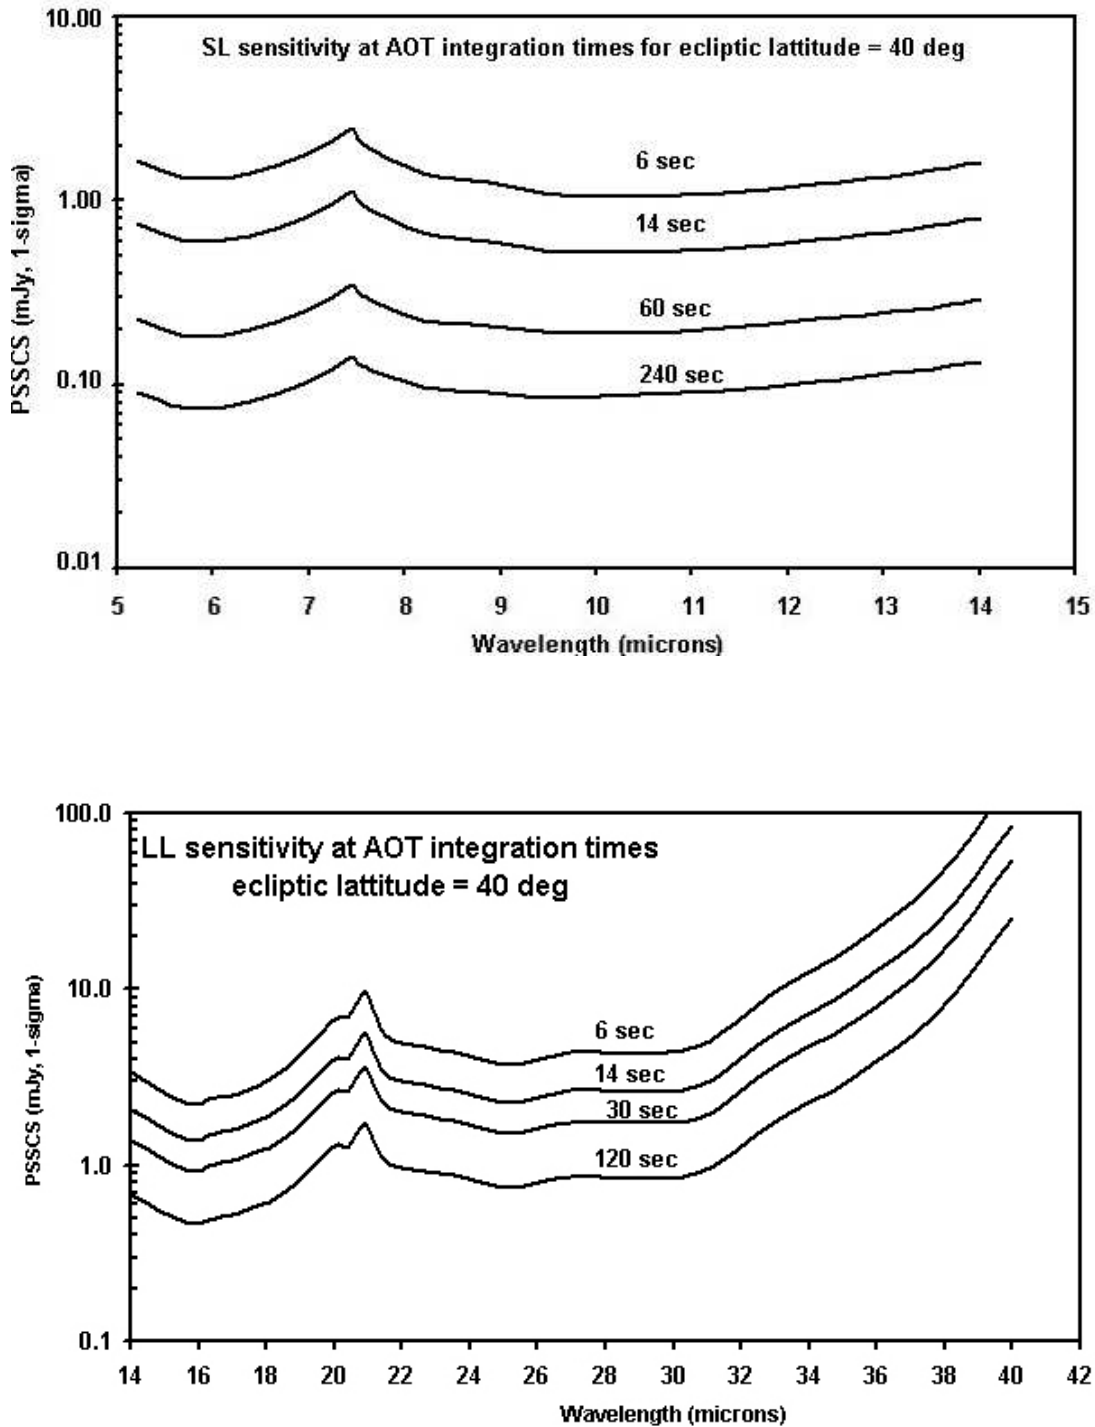 10.00
SL sensitivity at AOT integration times for ecliptic lattitude = 40 deg
6 sec
1.00
14 sec
60 sec
240 sec
0.10
0.01
PSSCS (mJy, 1-sigma)
5 6 7 8 9 10 11 12 13 14 15
Wavelength (microns)
100.0
LL sensitivity at AOT integration times
ecliptic lattitude = 40 deg
10.0
6 sec
14 sec
30 sec
120 sec
1.0
0.1
PSSCS (mJy, 1-sigma)
14 16 18 20 22 24 26 28 30 32 34 36 38 40 42
Wavelength (microns)